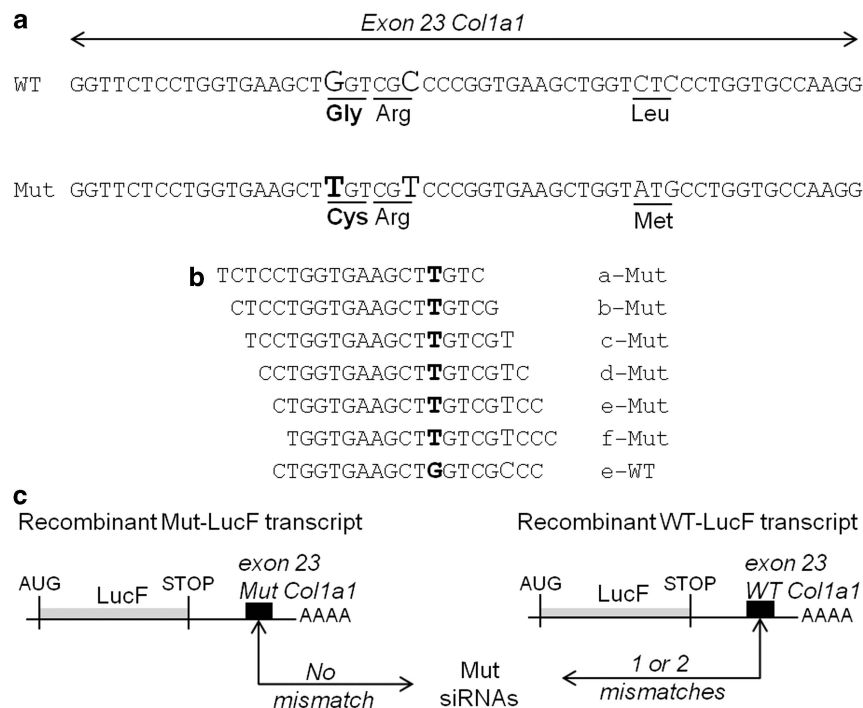 a
Exon 23 Col1a1
WT GGTTCTCCTGGTGAAGCTGGTCGCCCCGGTGAAGCTGGTCTCCCTGGTGCCAAGG
Gly Arg Leu
Mut GGTTCTCCTGGTGAAGCTTGTCGTCCCGGTGAAGCTGGTATGCCTGGTGCCAAGG
Cys Arg Met
b
TCTCCTGGTGAAGCTTGTC a-Mut
CTCCTGGTGAAGCTTGTCG b-Mut
TCCTGGTGAAGCTTGTCGT c-Mut
CCTGGTGAAGCTTGTCGTC d-Mut
CTGGTGAAGCTTGTCGTCC e-Mut
TGGTGAAGCTTGTCGTCCC f-Mut
CTGGTGAAGCTGGTCGCCC e-WT
c
Recombinant Mut-LucF transcript
AUG LucF STOP
exon 23
Mut Col1a1
AAAA
Recombinant WT-LucF transcript
AUG LucF STOP
exon 23
WT Col1a1
AAAA
No
mismatch
Mut
siRNAs
1 or 2
mismatches